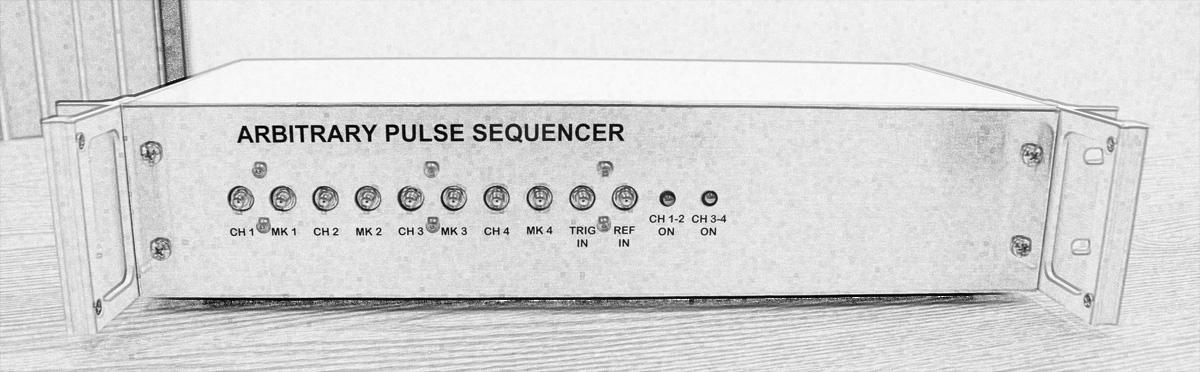 ARBITRARY PULSE SEQUENCER
CH 1 MK 1 CH 2 MK 2 CH 3 MK 3 CH 4 MK 4 TRIG IN REF IN CH 1-2 ON CH 3-4 ON